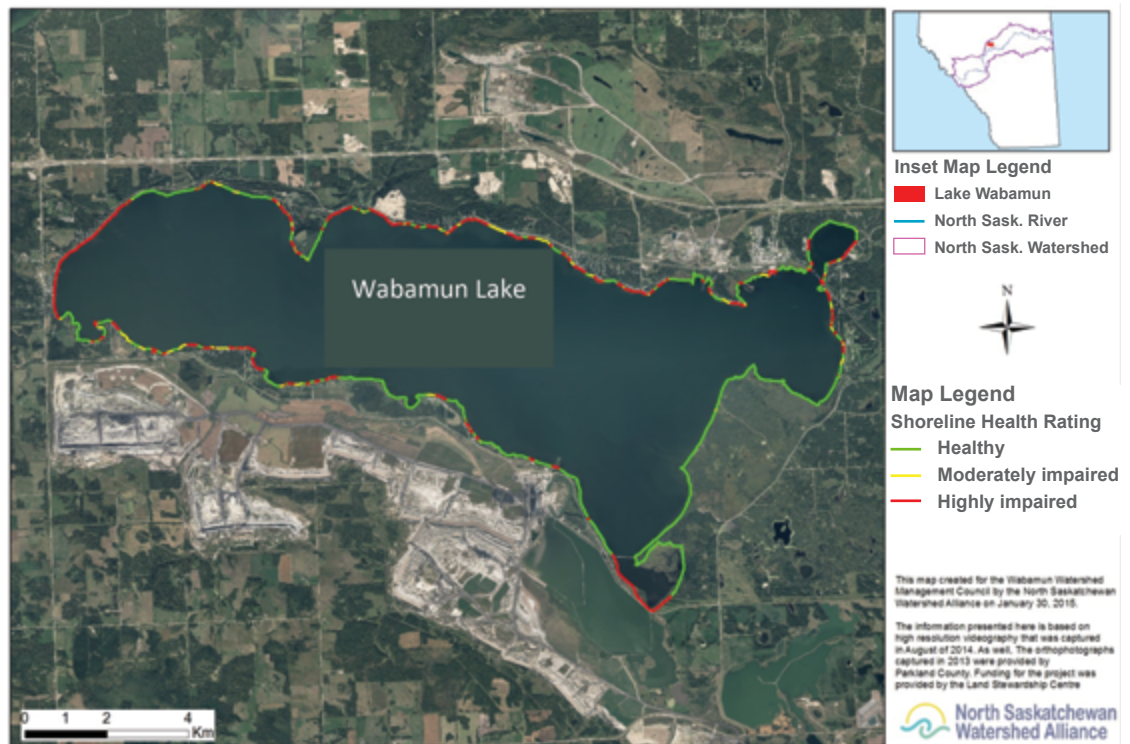 Wabamun Lake
0 1 2 4
Km
Inset Map Legend
Lake Wabamun
North Sask. River
North Sask. Watershed
N
Map Legend
Shoreline Health Rating
Healthy
Moderately impaired
Highly impaired
This map created for the Wabamun Watershed
Management Council by the North Saskatchewan
Watershed Alliance on January 30, 2015.
The information presented here is based on
high resolution videography that was captured
in August of 2014. As well, The orthophotographs
captured in 2013 were provided by
Parkland County. Funding for the project was
provided by the Land Stewardship Centre
North Saskatchewan
Watershed Alliance